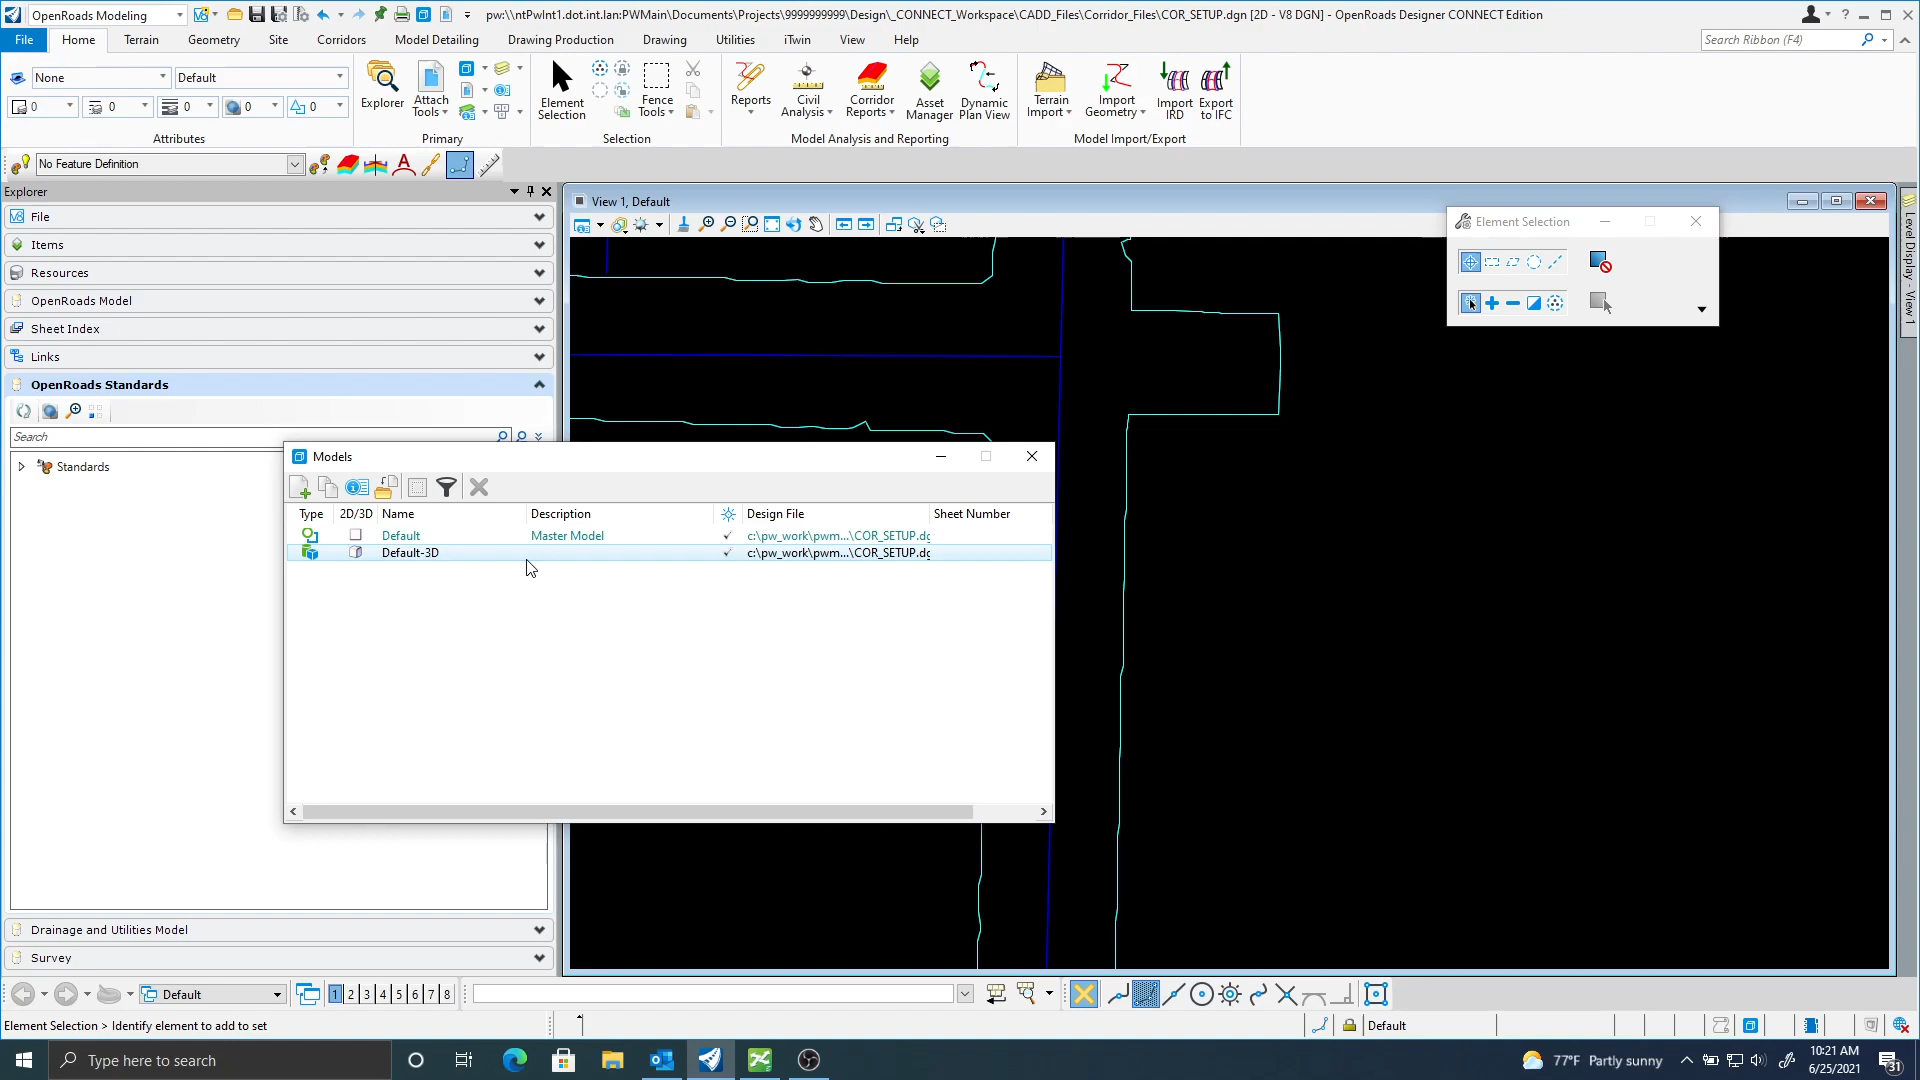 OpenRoads Modeling
pw:\\ntPwInt1.dot.int.lan:PWMain\Documents\Projects\9999999999\Design\_CONNECT_Workspace\CADD_Files\Corridor_Files\COR_SETUP.dgn [2D - V8 DGN] - OpenRoads Designer CONNECT Edition
File Home Terrain Geometry Site Corridors Model Detailing Drawing Production Drawing Utilities iTwin View Help
Search Ribbon (F4)
None Default
0 0 0 0 0
Attributes
Explorer
Attach Tools
Primary
Element Selection
Fence Tools
Selection
Reports
Civil Analysis
Corridor Reports
Asset Manager
Dynamic Plan View
Model Analysis and Reporting
Terrain Import
Import Geometry
Import IRD
Export to IFC
Model Import/Export
No Feature Definition
Explorer
File
Items
Resources
OpenRoads Model
Sheet Index
Links
OpenRoads Standards
Search
Standards
Drainage and Utilities Model
Survey
View 1, Default
Element Selection
Level Display - View 1
Models
Type 2D/3D Name Description Design File Sheet Number
Default Master Model c:\pw_work\pwm...\COR_SETUP.dg
Default-3D c:\pw_work\pwm...\COR_SETUP.dg
Default
1 2 3 4 5 6 7 8
Element Selection > Identify element to add to set
Default
Type here to search
77°F Partly sunny
10:21 AM
6/25/2021
31